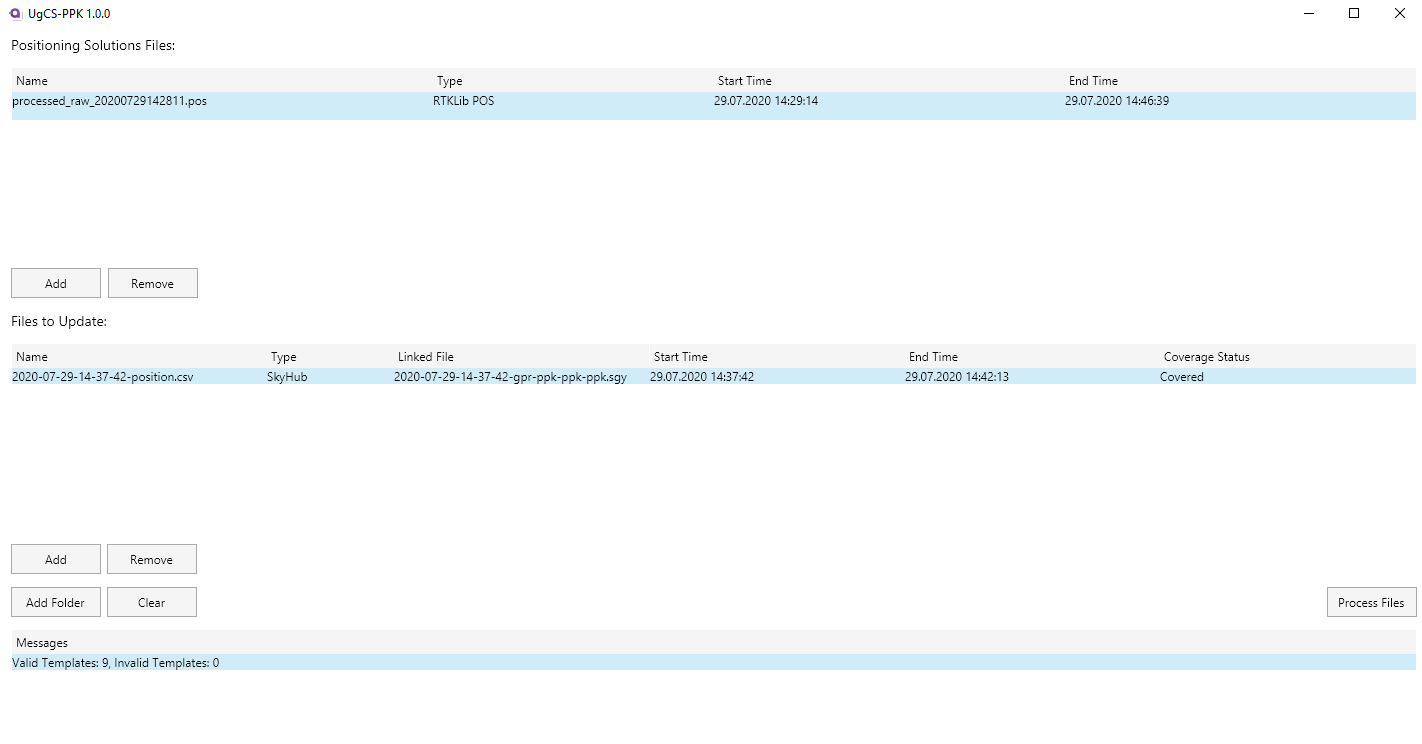 UgCS-PPK 1.0.0
Positioning Solutions Files:
Name Type Start Time End Time
processed_raw_20200729142811.pos RTKLib POS 29.07.2020 14:29:14 29.07.2020 14:46:39
Add Remove
Files to Update:
Name Type Linked File Start Time End Time Coverage Status
2020-07-29-14-37-42-position.csv SkyHub 2020-07-29-14-37-42-gpr-ppk-ppk-ppk.sgy 29.07.2020 14:37:42 29.07.2020 14:42:13 Covered
Add Remove
Add Folder Clear Process Files
Messages
Valid Templates: 9, Invalid Templates: 0